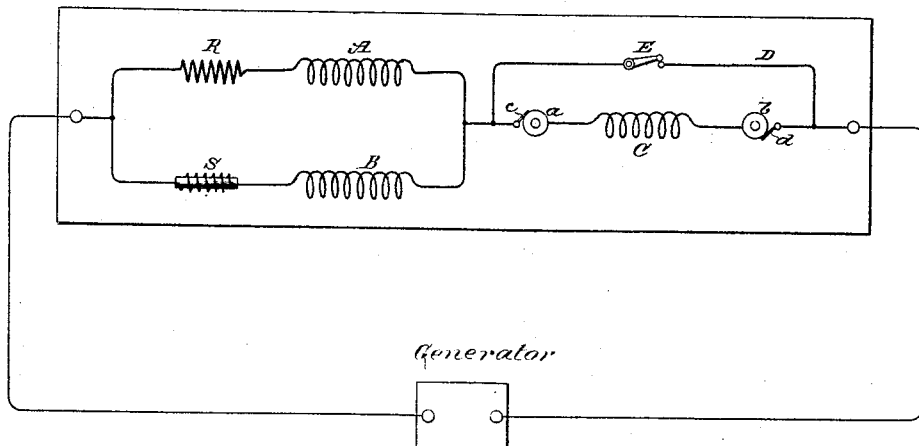 R A E D
c a b
C d
S B
Generator